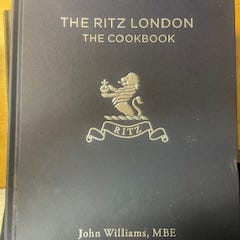 THE RITZ LONDON
THE COOKBOOK
RITZ
John Williams, MBE